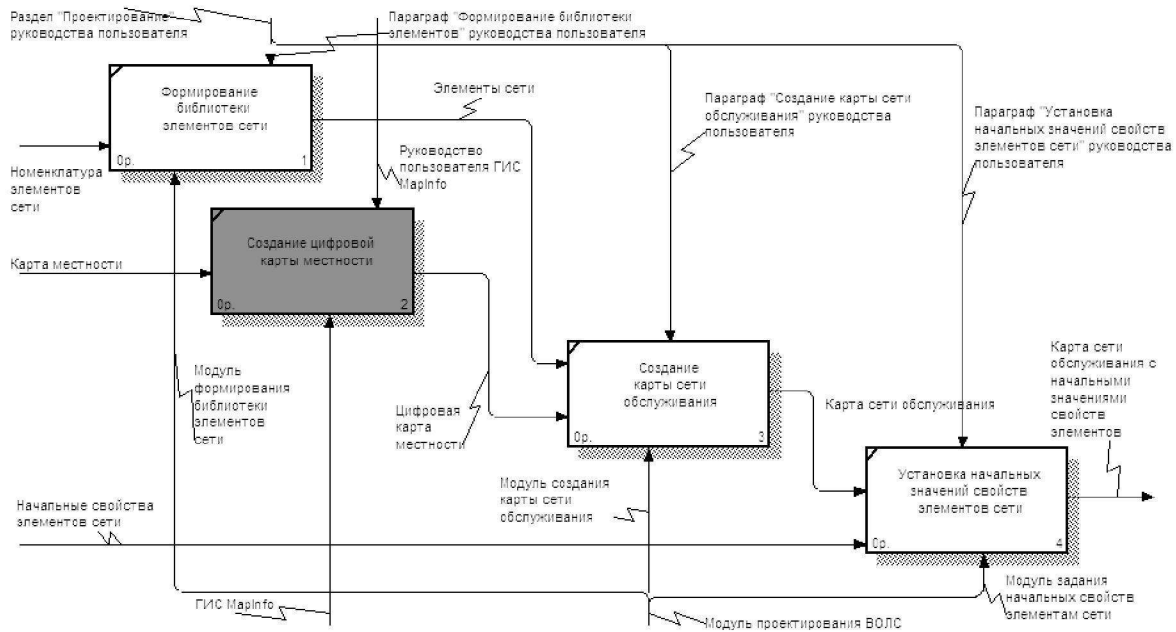 Раздел "Проектирование"
руководства пользователя
Параграф "Формирование библиотеки
элементов" руководства пользователя
Формирование
библиотеки
элементов сети
0р.
1
Элементы сети
Параграф "Создание карты сети
обслуживания" руководства
пользователя
Параграф "Установка
начальных значений свойств
элементов сети" руководства
пользователя
Номенклатура
элементов
сети
Руководство
пользователя ГИС
MapInfo
Карта местности
Создание цифровой
карты местности
0р.
2
Модуль
формирования
библиотеки
элементов
сети
Цифровая
карта
местности
Создание
карты сети
обслуживания
0р.
3
Карта сети обслуживания
Карта сети
обслуживания с
начальными
значениями
свойств
элементов
Модуль создания
карты сети
обслуживания
Установка начальных
значений свойств
элементов сети
0р.
4
Начальные свойства
элементов сети
ГИС MapInfo
Модуль проектирования ВОЛС
Модуль задания
начальных свойств
элементам сети